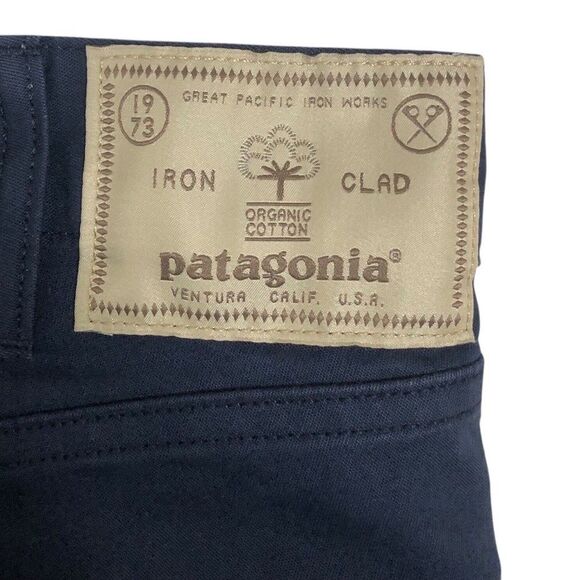 19
73
GREAT PACIFIC IRON WORKS
IRON CLAD
ORGANIC
COTTON
patagonia®
VENTURA CALIF. U.S.A.